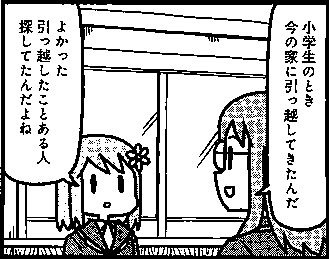 小学生のとき
今の家に引っ越してきたんだ
よかった
引っ越したことある人
探してたんだよね